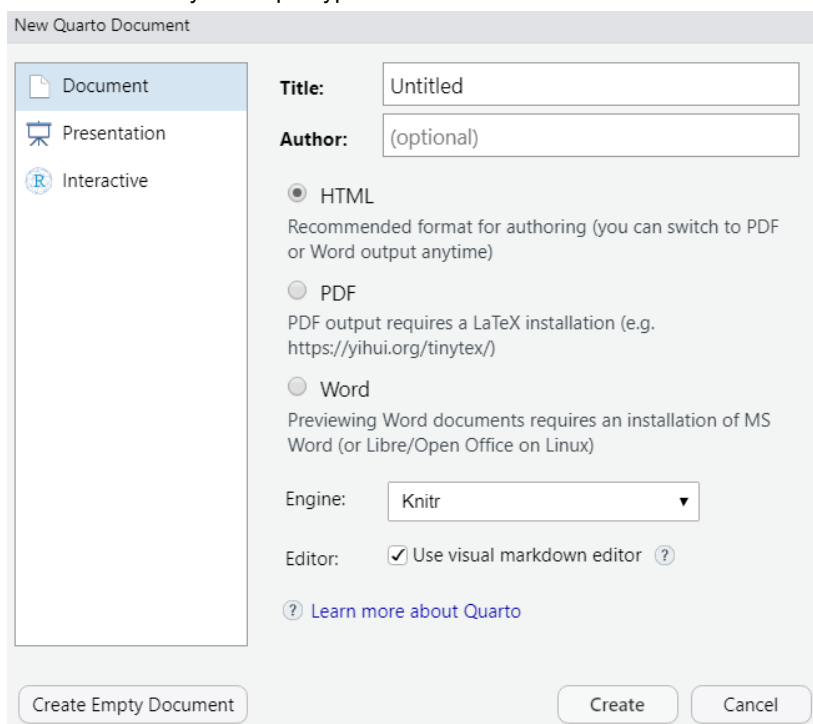 New Quarto Document
Document
Presentation
Interactive
Title: Untitled
Author: (optional)
HTML
Recommended format for authoring (you can switch to PDF
or Word output anytime)
PDF
PDF output requires a LaTeX installation (e.g.
https://yihui.org/tinytex/)
Word
Previewing Word documents requires an installation of MS
Word (or Libre/Open Office on Linux)
Engine: Knitr
Editor: Use visual markdown editor ?
? Learn more about Quarto
Create Empty Document
Create
Cancel